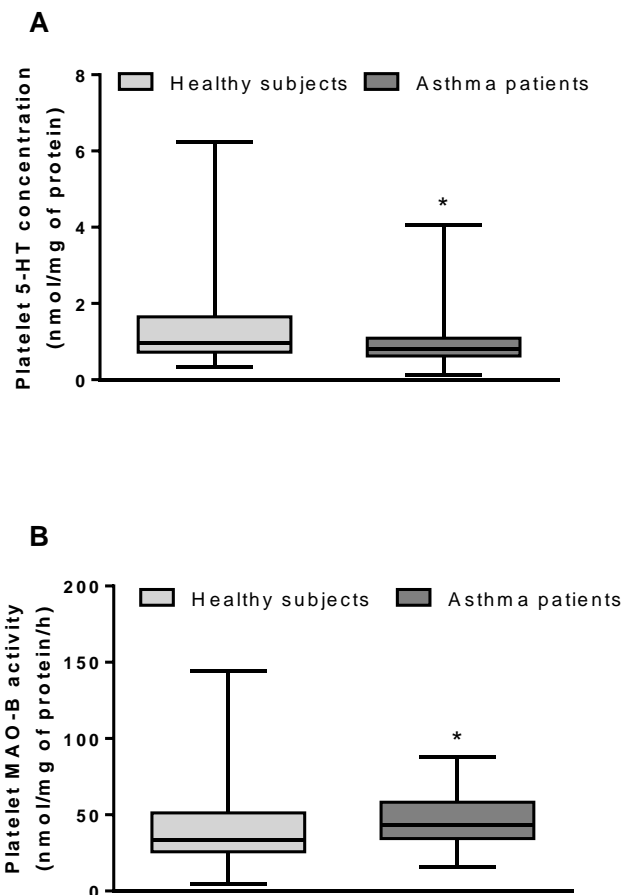 A
Platelet 5-HT concentration
(nmol/mg of protein)
8
6
4
2
0
Healthy subjects
Asthma patients
*
B
Platelet MAO-B activity
(nmol/mg of protein/h)
200
150
100
50
0
Healthy subjects
Asthma patients
*